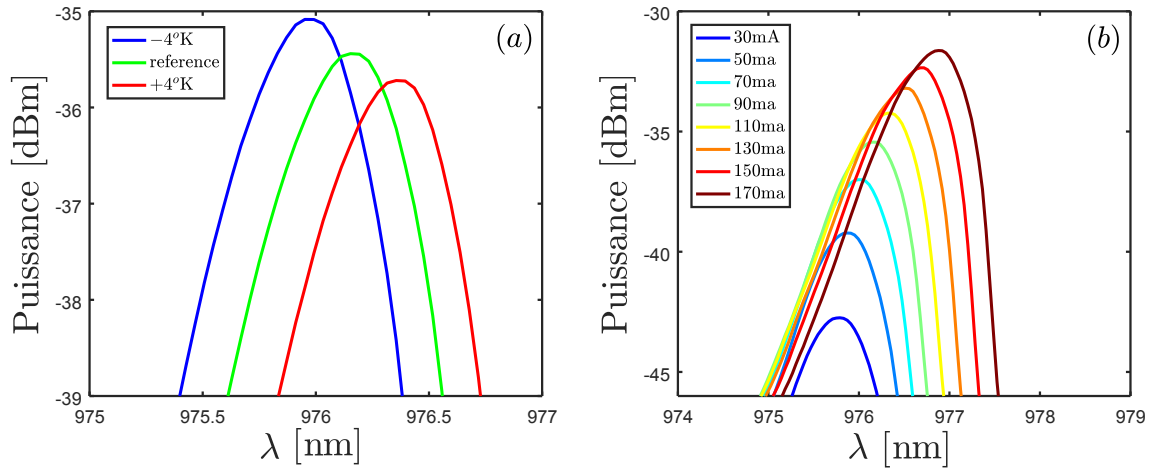 (a)
−4°K
reference
+4°K
-35
-36
-37
-38
-39
975
975.5
976
976.5
977
Puissance [dBm]
λ [nm]
(b)
30mA
50ma
70ma
90ma
110ma
130ma
150ma
170ma
-30
-35
-40
-45
974
975
976
977
978
979
Puissance [dBm]
λ [nm]